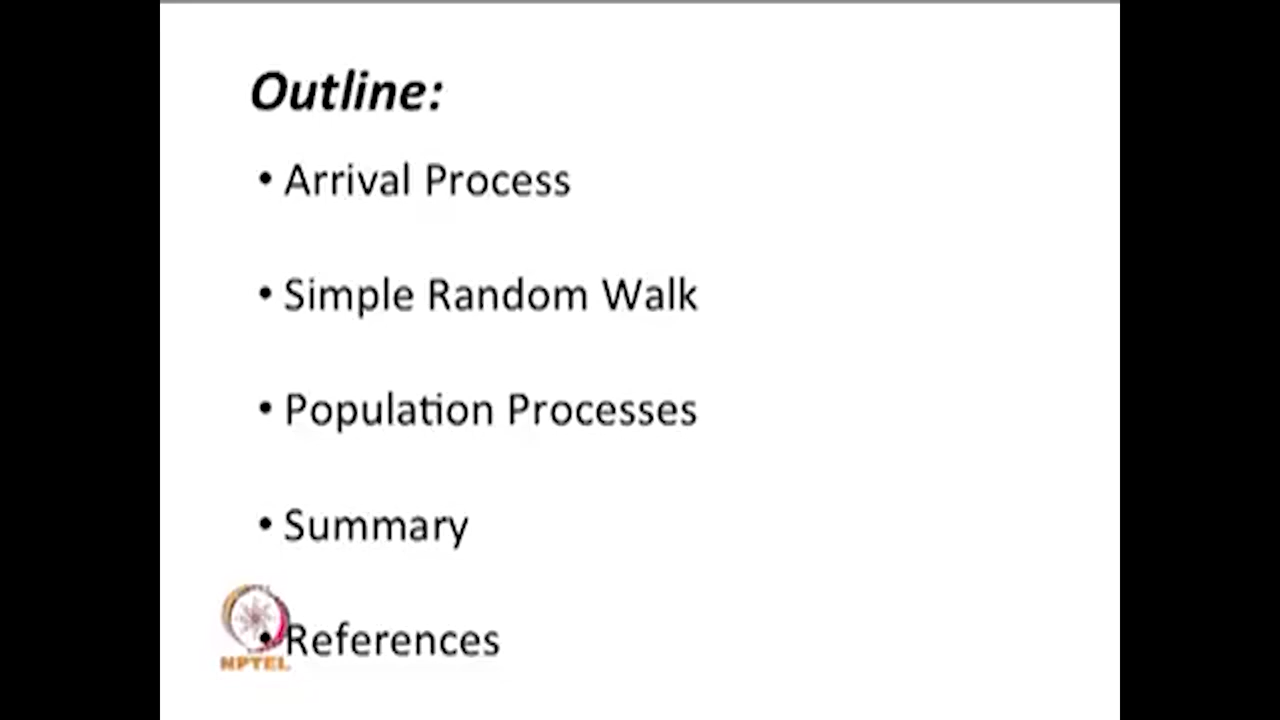 Outline:
• Arrival Process
• Simple Random Walk
• Population Processes
• Summary
• References
NPTEL